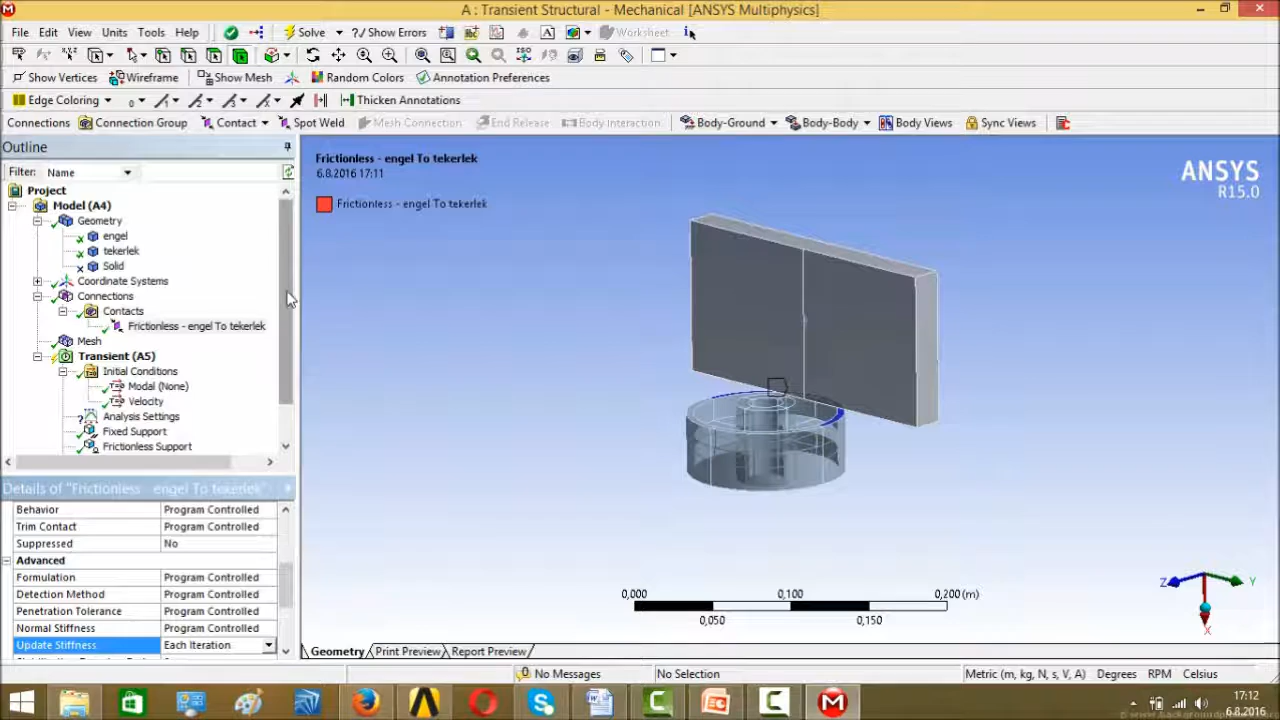 A : Transient Structural - Mechanical [ANSYS Multiphysics]
File Edit View Units Tools Help Solve ?/ Show Errors Worksheet
Show Vertices Wireframe Show Mesh Random Colors Annotation Preferences
Edge Coloring Thicken Annotations
Connections Connection Group Contact Spot Weld Mesh Connection End Release Body Interaction Body-Ground Body-Body Body Views Sync Views
Outline
Filter: Name
Project
Model (A4)
Geometry
engel
tekerlek
Solid
Coordinate Systems
Connections
Contacts
Frictionless - engel To tekerlek
Mesh
Transient (A5)
Initial Conditions
Modal (None)
Velocity
Analysis Settings
Fixed Support
Frictionless Support
Details of "Frictionless - engel To tekerlek"
Behavior Program Controlled
Trim Contact Program Controlled
Suppressed No
Advanced
Formulation Program Controlled
Detection Method Program Controlled
Penetration Tolerance Program Controlled
Normal Stiffness Program Controlled
Update Stiffness Each Iteration
Frictionless - engel To tekerlek
6.8.2016 17:11
Frictionless - engel To tekerlek
ANSYS
R15.0
0,000 0,100 0,200 (m)
0,050 0,150
Z Y
X
Geometry Print Preview Report Preview
No Messages No Selection Metric (m, kg, N, s, V, A) Degrees RPM Celsius
17:12
6.8.2016